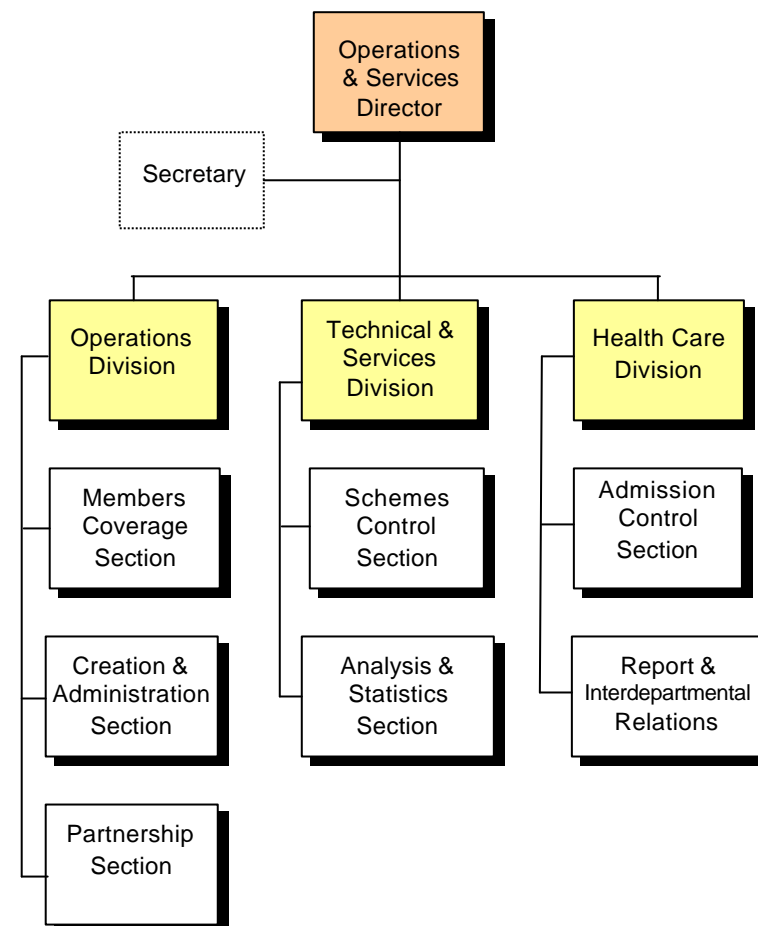 Operations
& Services
Director
Secretary
Operations
Division
Technical &
Services
Division
Health Care
Division
Members
Coverage
Section
Schemes
Control
Section
Admission
Control
Section
Creation &
Administration
Section
Analysis &
Statistics
Section
Report &
Interdepartmental
Relations
Partnership
Section